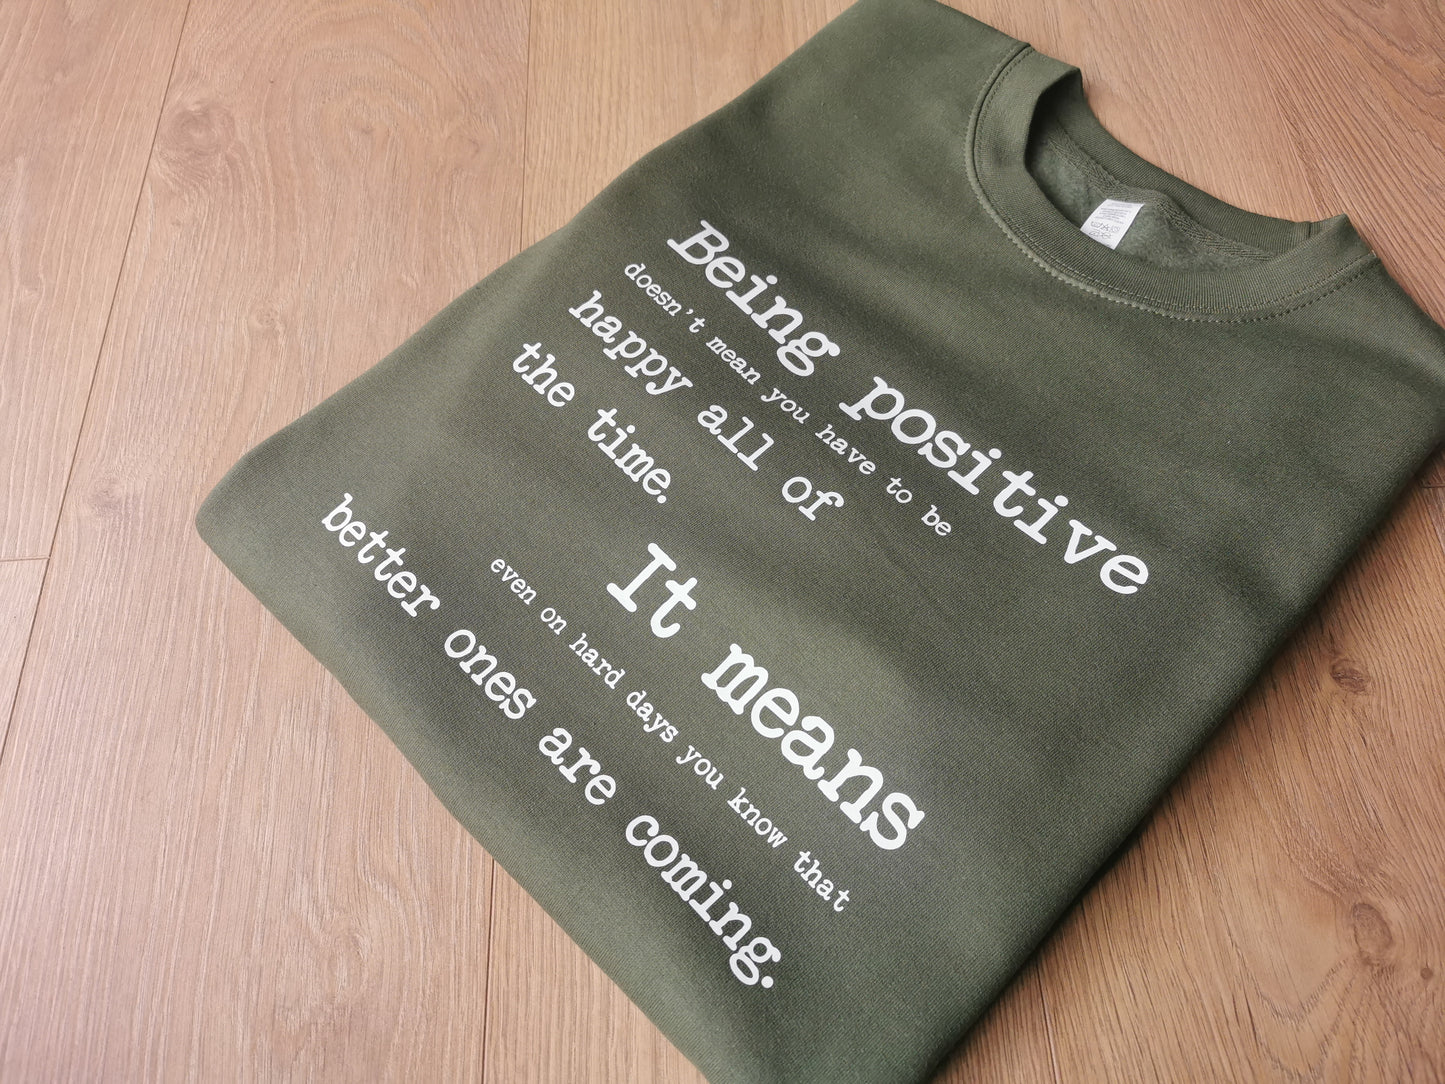 Being positive
doesn't mean you have to be
happy all of
the time.
It means
even on hard days you know that
better ones are coming.